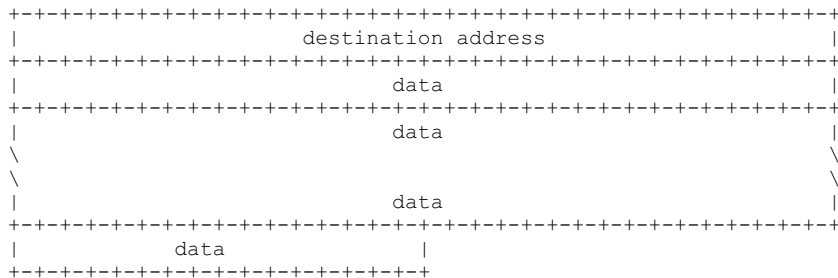 +-+-+-+-+-+-+-+-+-+-+-+-+-+-+-+-+-+-+-+-+-+-+-+-+-+-+-+-+-+-+-+-+
|                       destination address                     |
+-+-+-+-+-+-+-+-+-+-+-+-+-+-+-+-+-+-+-+-+-+-+-+-+-+-+-+-+-+-+-+-+
|                             data                              |
+-+-+-+-+-+-+-+-+-+-+-+-+-+-+-+-+-+-+-+-+-+-+-+-+-+-+-+-+-+-+-+-+
|                             data                              |
\                                                               \
\                                                               \
|                             data                              |
+-+-+-+-+-+-+-+-+-+-+-+-+-+-+-+-+-+-+-+-+-+-+-+-+-+-+-+-+-+-+-+-+
|            data               |
+-+-+-+-+-+-+-+-+-+-+-+-+-+-+-+-+